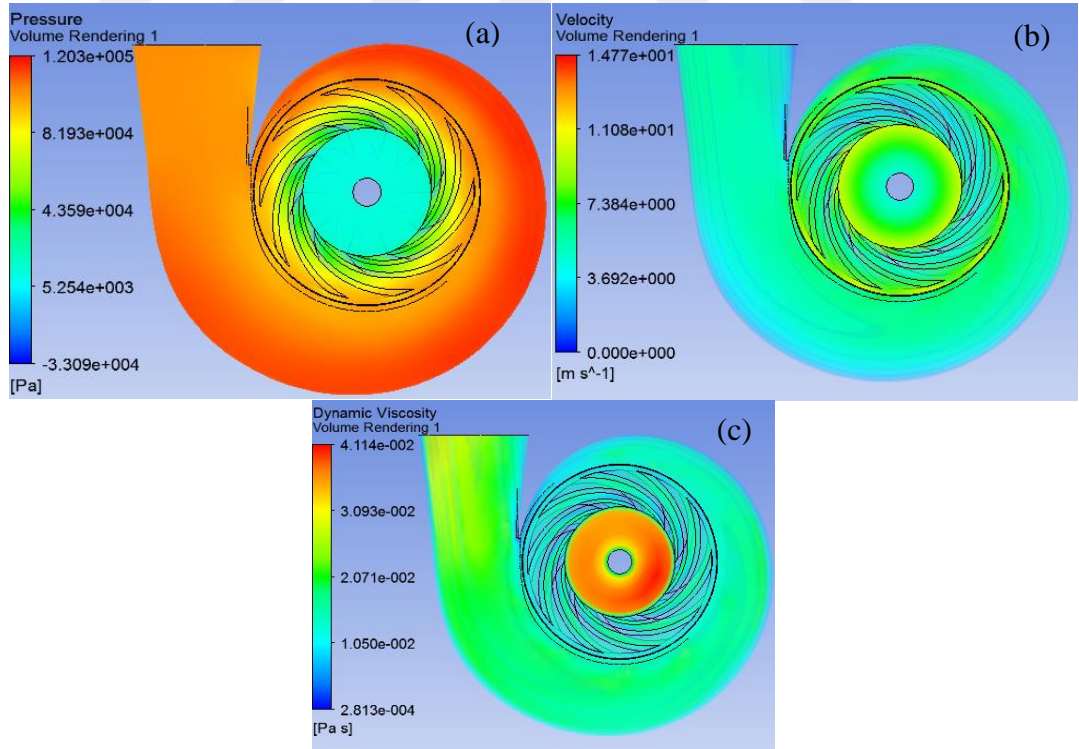 Pressure
Volume Rendering 1
(a)
1.203e+005
8.193e+004
4.359e+004
5.254e+003
-3.309e+004
[Pa]
Velocity
Volume Rendering 1
(b)
1.477e+001
1.108e+001
7.384e+000
3.692e+000
0.000e+000
[m s^-1]
Dynamic Viscosity
Volume Rendering 1
(c)
4.114e-002
3.093e-002
2.071e-002
1.050e-002
2.813e-004
[Pa s]